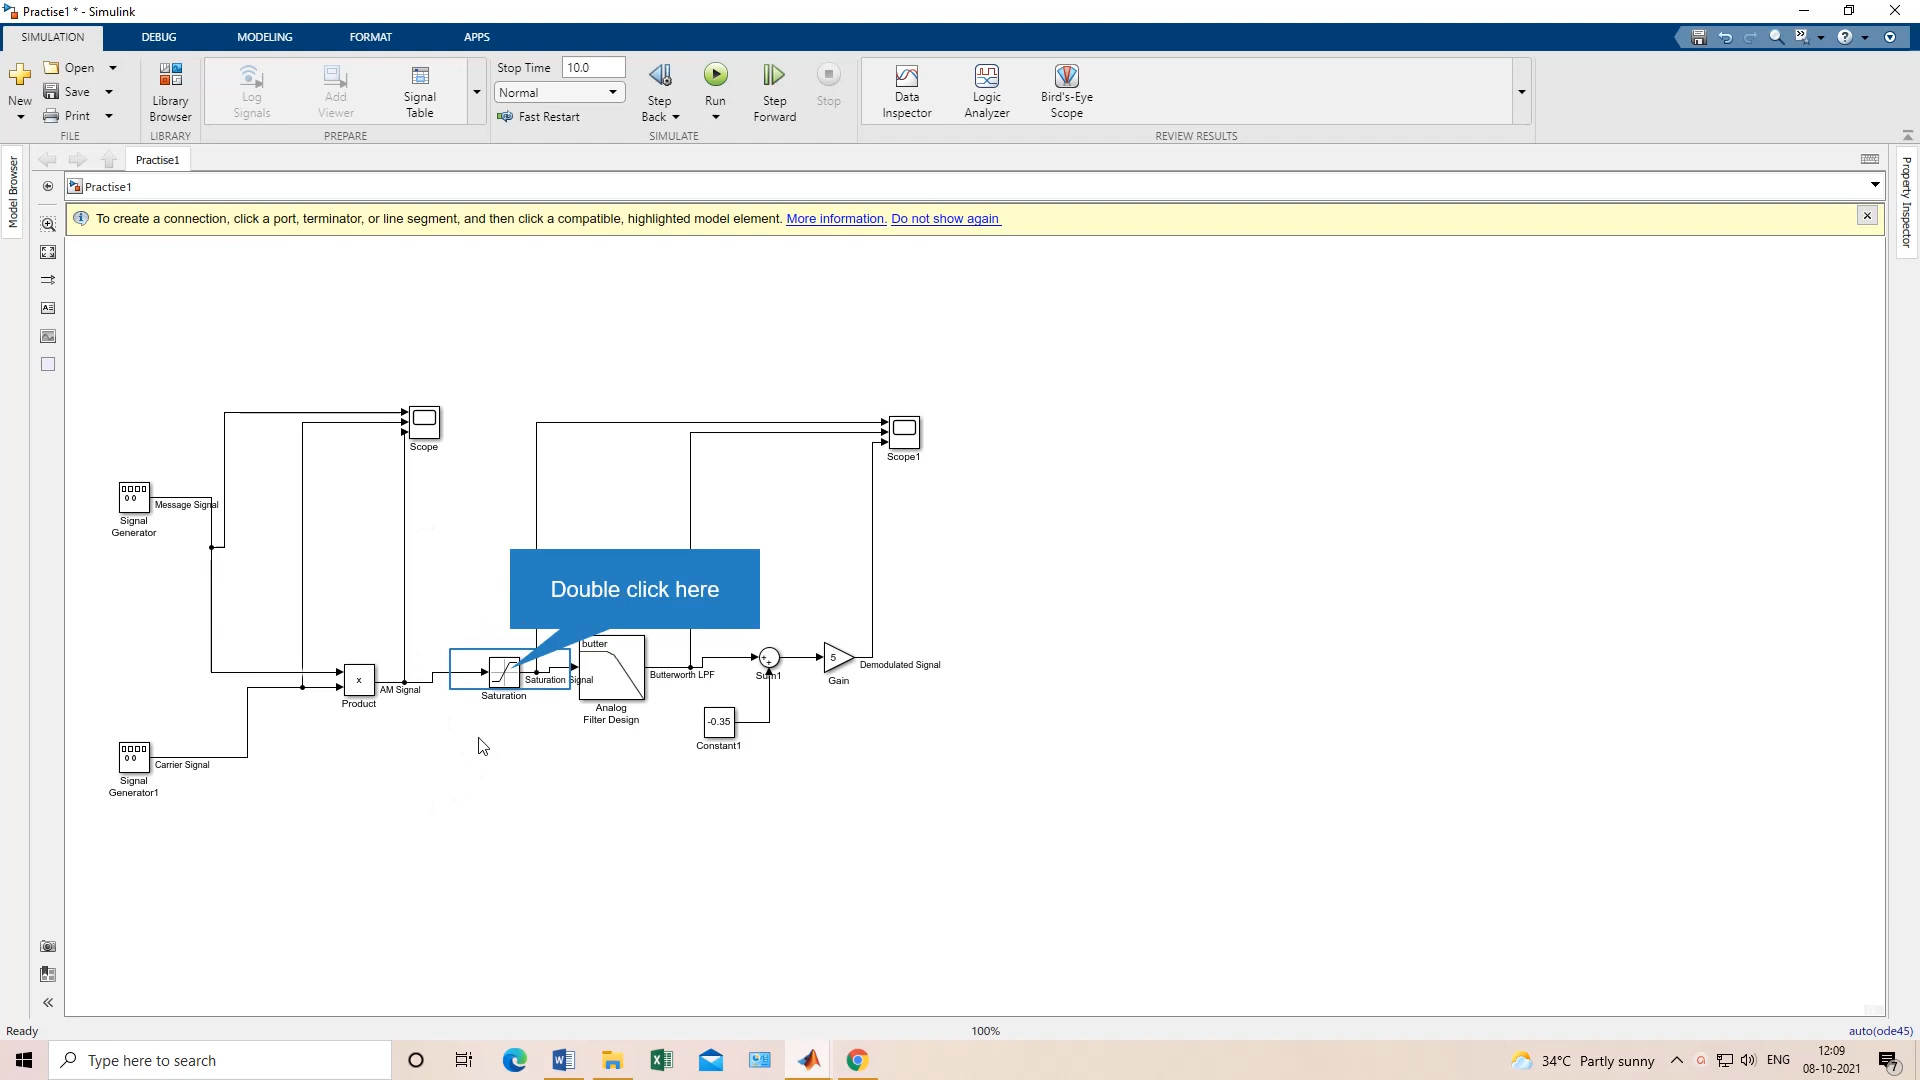 Practise1 * - Simulink
SIMULATION
DEBUG
MODELING
FORMAT
APPS
New
Open
Save
Print
FILE
Library
Browser
LIBRARY
Log
Signals
Add
Viewer
Signal
Table
PREPARE
Stop Time 10.0
Normal
Fast Restart
Step
Back
Run
Step
Forward
Stop
SIMULATE
Data
Inspector
Logic
Analyzer
Bird's-Eye
Scope
REVIEW RESULTS
Model Browser
Practise1
Practise1
Property Inspector
To create a connection, click a port, terminator, or line segment, and then click a compatible, highlighted model element. More information. Do not show again
Scope
Scope1
Message Signal
Signal
Generator
Double click here
butter
x
AM Signal
Product
Saturation Signal
Saturation
Analog
Filter Design
Butterworth LPF
Sum1
5
Gain
Demodulated Signal
-0.35
Constant1
Carrier Signal
Signal
Generator1
Ready
100%
auto(ode45)
Type here to search
34°C Partly sunny
ENG
12:09
08-10-2021
7